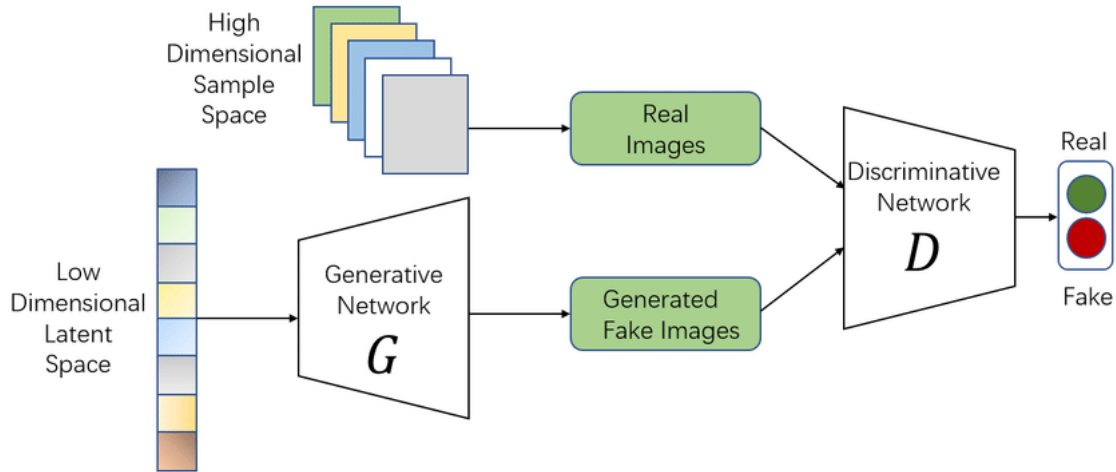 High
Dimensional
Sample
Space
Real
Images
Low
Dimensional
Latent
Space
Generative
Network
G
Generated
Fake Images
Discriminative
Network
D
Real
Fake